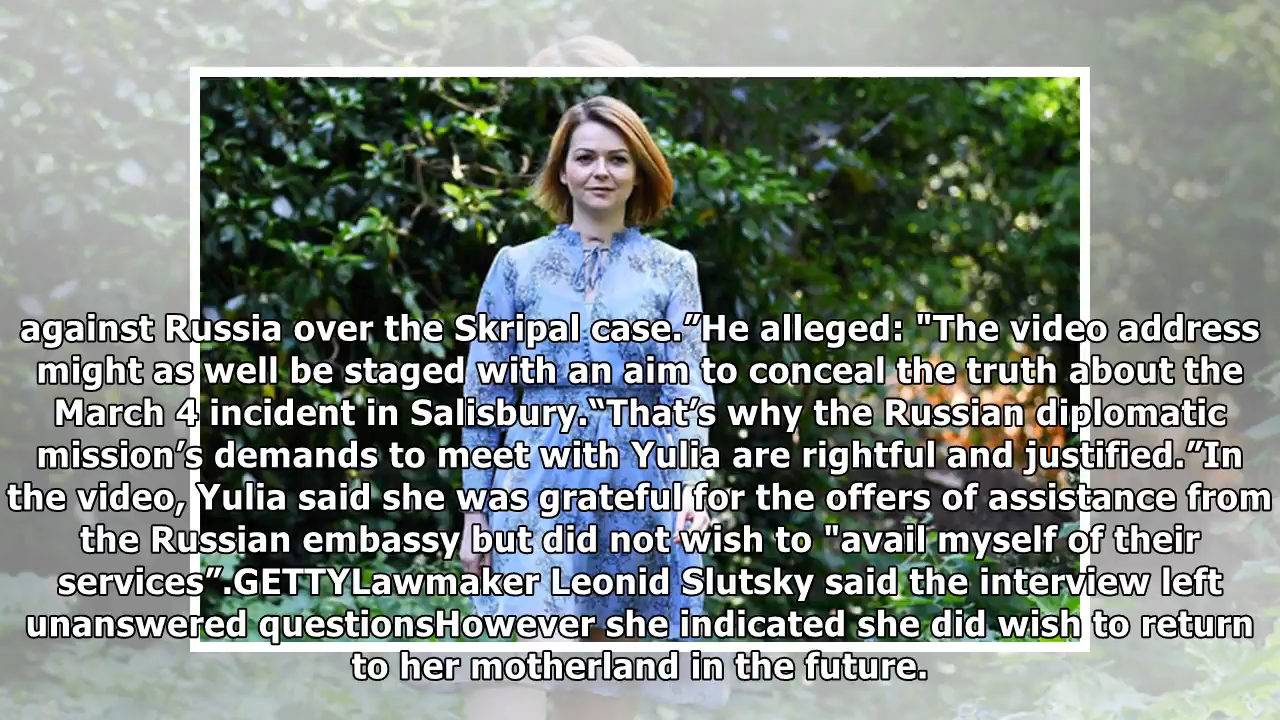 against Russia over the Skripal case.”He alleged: "The video address
might as well be staged with an aim to conceal the truth about the
March 4 incident in Salisbury.“That’s why the Russian diplomatic
mission’s demands to meet with Yulia are rightful and justified.”In
the video, Yulia said she was grateful for the offers of assistance from
the Russian embassy but did not wish to "avail myself of their
services”.GETTYLawmaker Leonid Slutsky said the interview left
unanswered questionsHowever she indicated she did wish to return
to her motherland in the future.